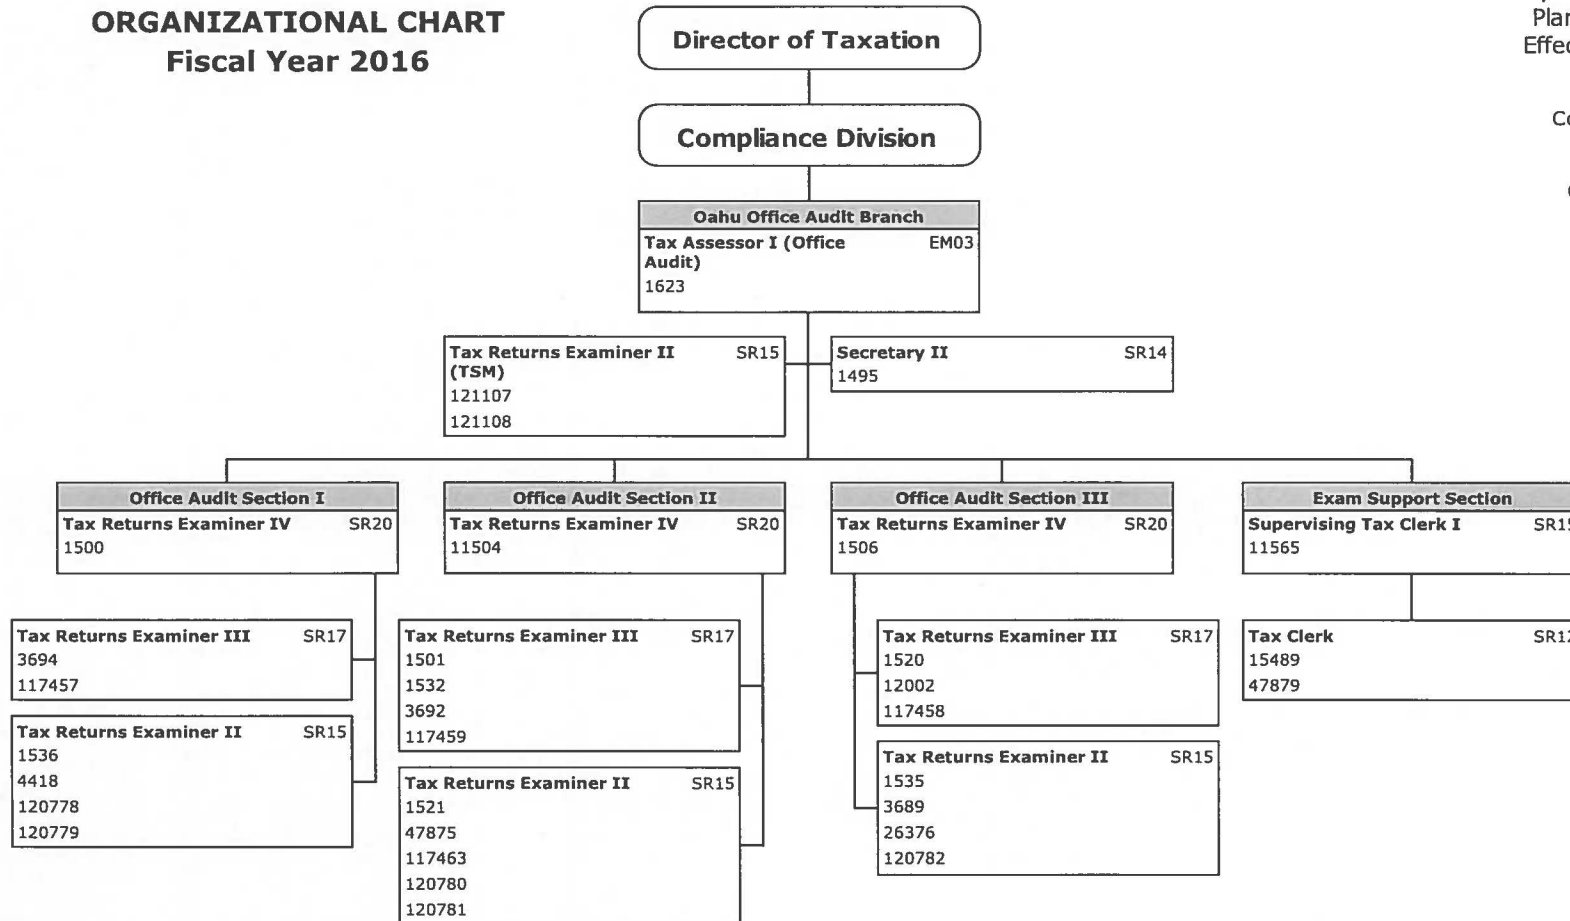 ORGANIZATIONAL CHART
Fiscal Year 2016
Director of Taxation
Compliance Division
Oahu Office Audit Branch
Tax Assessor I (Office EM03
Audit)
1623
Tax Returns Examiner II SR15
(TSM)
121107
121108
Secretary II SR14
1495
Office Audit Section I
Tax Returns Examiner IV SR20
1500
Tax Returns Examiner III SR17
3694
117457
Tax Returns Examiner II SR15
1536
4418
120778
120779
Office Audit Section II
Tax Returns Examiner IV SR20
11504
Tax Returns Examiner III SR17
1501
1532
3692
117459
Tax Returns Examiner II SR15
1521
47875
117463
120780
120781
Office Audit Section III
Tax Returns Examiner IV SR20
1506
Tax Returns Examiner III SR17
1520
12002
117458
Tax Returns Examiner II SR15
1535
3689
26376
120782
Exam Support Section
Supervising Tax Clerk I SR15
11565
Tax Clerk SR12
15489
47879